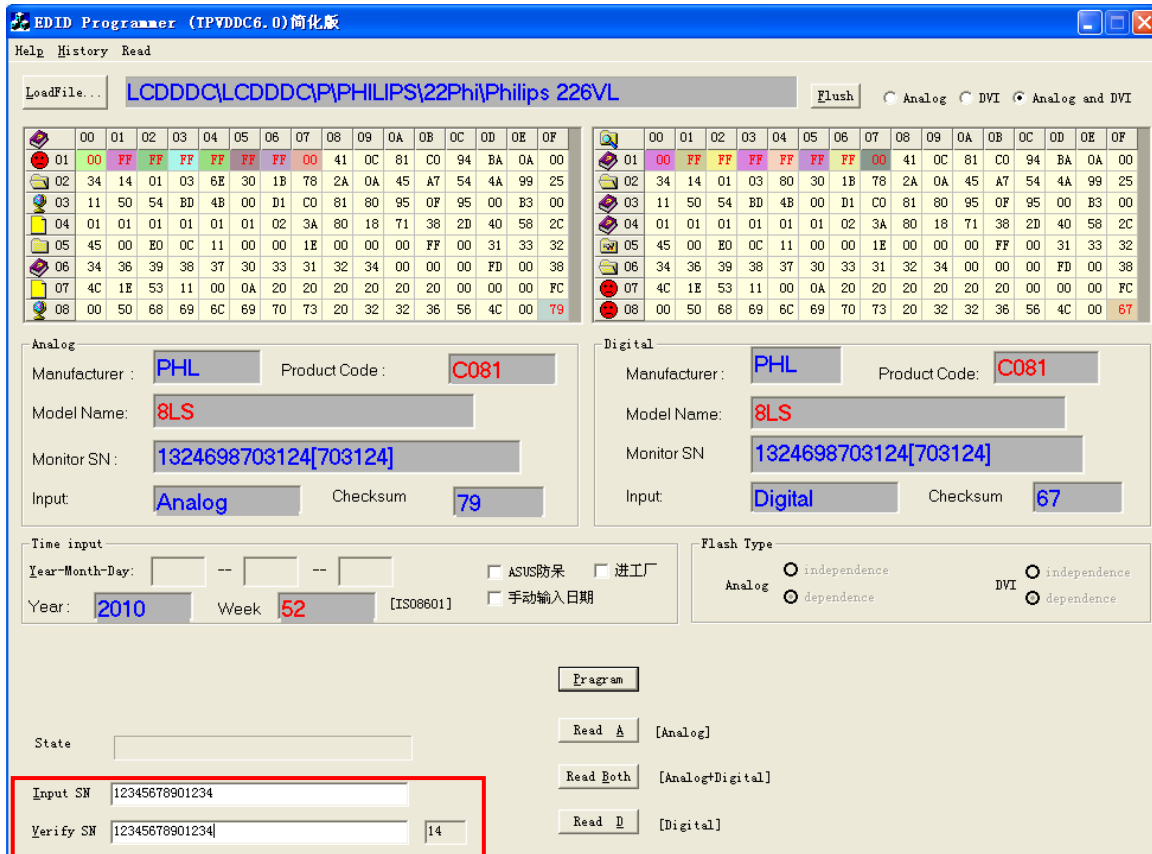 EDID Programmer (TPVDDC6.0)简化版
Help History Read
LoadFile... LCDDDC\LCDDDC\P\PHILIPS\22Phi\Philips 226VL Flush Analog DVI Analog and DVI
00 01 02 03 04 05 06 07 08 09 0A 0B 0C 0D 0E 0F
01 00 FF FF FF FF FF FF 00 41 0C 81 C0 94 BA 0A 00
02 34 14 01 03 6E 30 1B 78 2A 0A 45 A7 54 4A 99 25
03 11 50 54 BD 4B 00 D1 C0 81 80 95 0F 95 00 B3 00
04 01 01 01 01 01 01 02 3A 80 18 71 38 2D 40 58 2C
05 45 00 E0 0C 11 00 00 1E 00 00 00 FF 00 31 33 32
06 34 36 39 38 37 30 33 31 32 34 00 00 00 FD 00 38
07 4C 1E 53 11 00 0A 20 20 20 20 20 20 00 00 00 FC
08 00 50 68 69 6C 69 70 73 20 32 32 36 56 4C 00 79
00 01 02 03 04 05 06 07 08 09 0A 0B 0C 0D 0E 0F
01 00 FF FF FF FF FF FF 00 41 0C 81 C0 94 BA 0A 00
02 34 14 01 03 80 30 1B 78 2A 0A 45 A7 54 4A 99 25
03 11 50 54 BD 4B 00 D1 C0 81 80 95 0F 95 00 B3 00
04 01 01 01 01 01 01 02 3A 80 18 71 38 2D 40 58 2C
05 45 00 E0 0C 11 00 00 1E 00 00 00 FF 00 31 33 32
06 34 36 39 38 37 30 33 31 32 34 00 00 00 FD 00 38
07 4C 1E 53 11 00 0A 20 20 20 20 20 20 00 00 00 FC
08 00 50 68 69 6C 69 70 73 20 32 32 36 56 4C 00 67
Analog
Manufacturer : PHL Product Code : C081
Model Name: 8LS
Monitor SN : 1324698703124[703124]
Input: Analog Checksum 79
Digital
Manufacturer : PHL Product Code: C081
Model Name: 8LS
Monitor SN 1324698703124[703124]
Input: Digital Checksum 67
Time input
Year-Month-Day: -- -- ASUS防呆 进工厂
Year: 2010 Week 52 [ISO8601] 手动输入日期
Flash Type
Analog independence
dependence
DVI independence
dependence
Pragram
Read A [Analog]
State
Read Both [Analog+Digital]
Input SN 12345678901234
Read D [Digital]
Verify SN 12345678901234 14